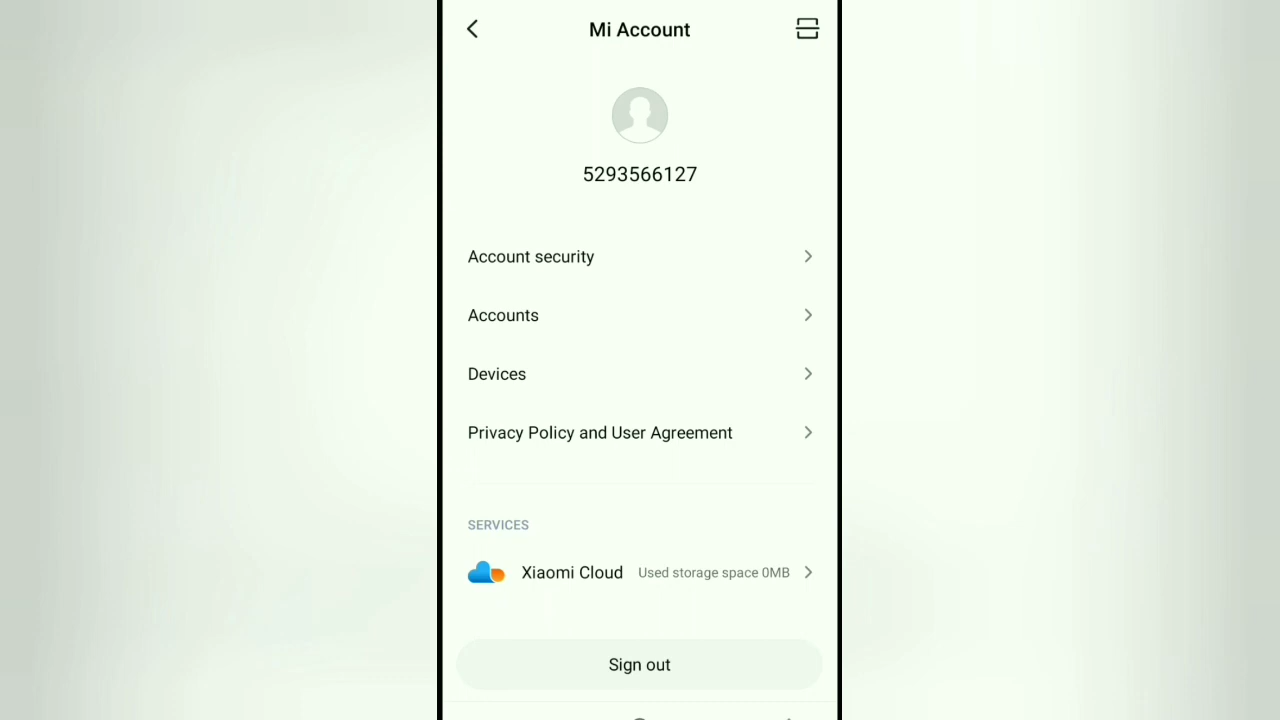 Mi Account
5293566127
Account security
Accounts
Devices
Privacy Policy and User Agreement
SERVICES
Xiaomi Cloud Used storage space 0MB
Sign out